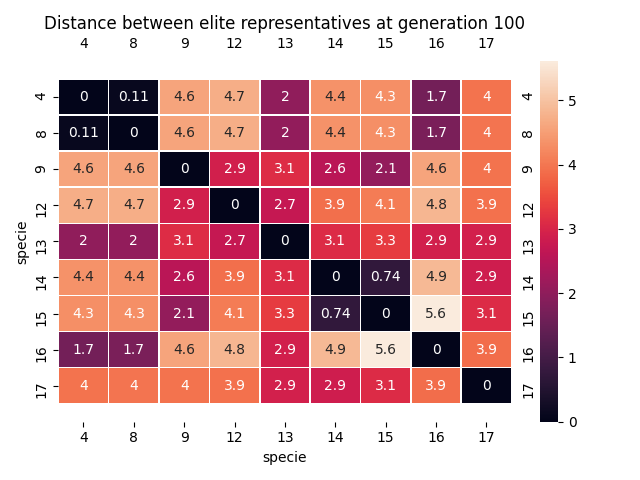 Distance between elite representatives at generation 100
4 8 9 12 13 14 15 16 17
4 0 0.11 4.6 4.7 2 4.4 4.3 1.7 4 4
8 0.11 0 4.6 4.7 2 4.4 4.3 1.7 4 8
9 4.6 4.6 0 2.9 3.1 2.6 2.1 4.6 4 9
12 4.7 4.7 2.9 0 2.7 3.9 4.1 4.8 3.9 12
13 2 2 3.1 2.7 0 3.1 3.3 2.9 2.9 13
14 4.4 4.4 2.6 3.9 3.1 0 0.74 4.9 2.9 14
15 4.3 4.3 2.1 4.1 3.3 0.74 0 5.6 3.1 15
16 1.7 1.7 4.6 4.8 2.9 4.9 5.6 0 3.9 16
17 4 4 4 3.9 2.9 2.9 3.1 3.9 0 17
4 8 9 12 13 14 15 16 17
specie
specie
5
4
3
2
1
0